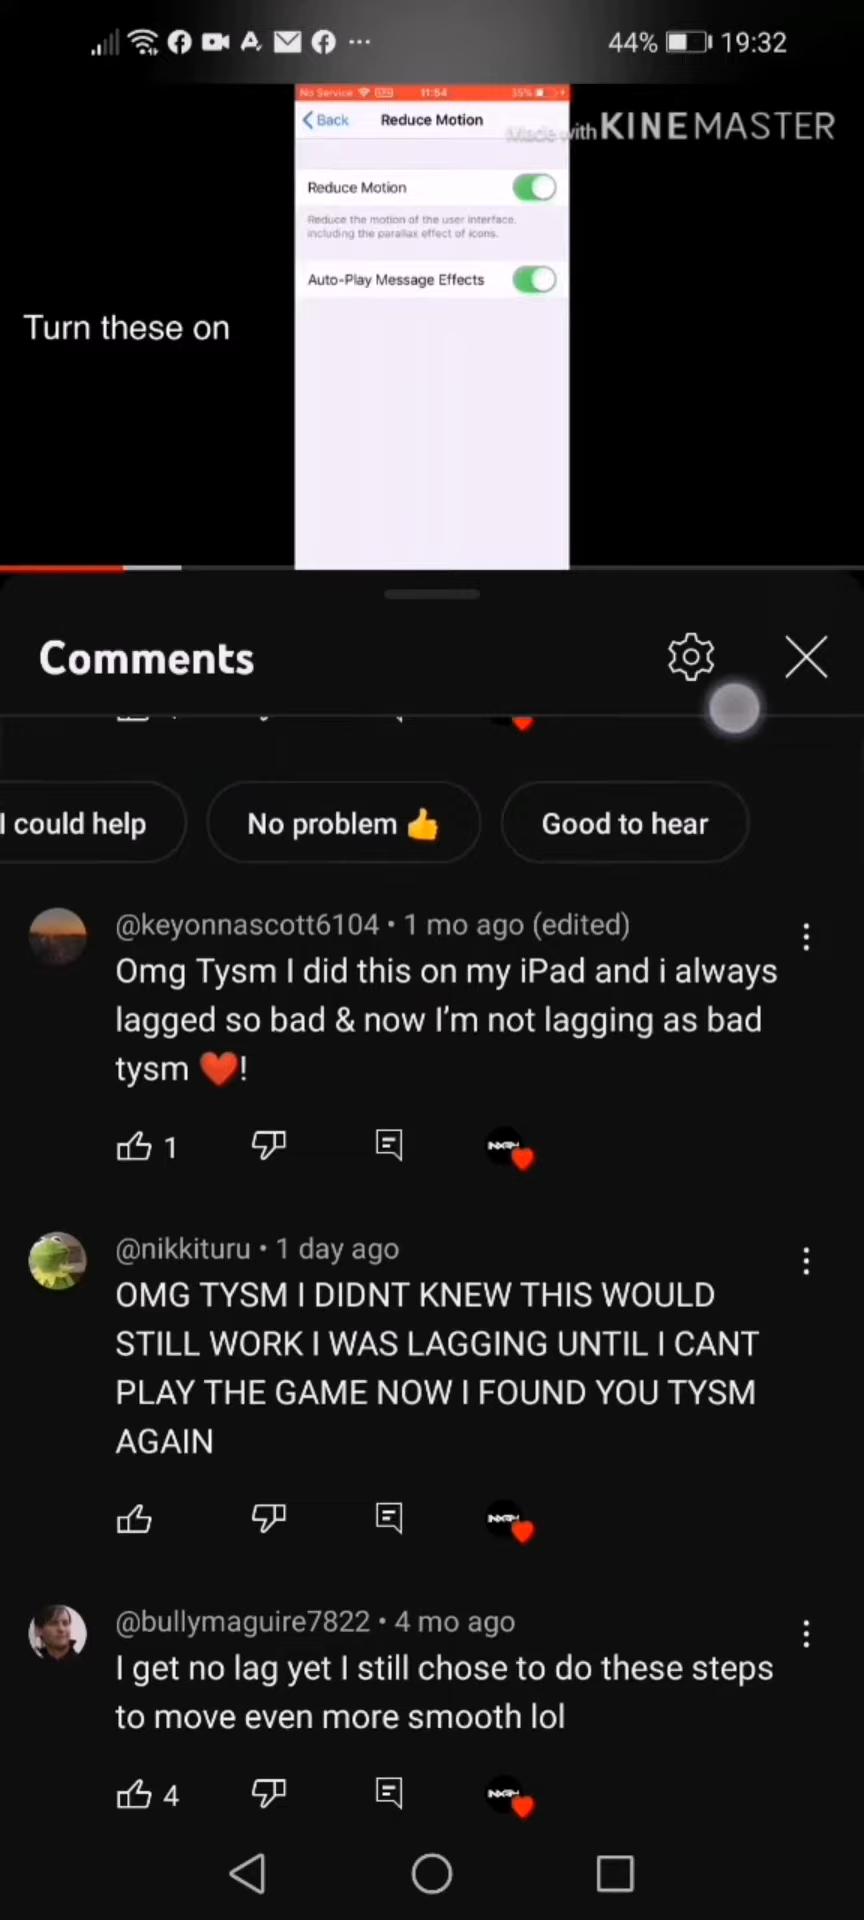 44% 19:32
No Service 11:54 35%
Back Reduce Motion
Made with KINEMASTER
Reduce Motion
Reduce the motion of the user interface,
including the parallax effect of icons.
Auto-Play Message Effects
Turn these on
Comments
I could help No problem 👍 Good to hear
@keyonnascott6104 • 1 mo ago (edited)
Omg Tysm I did this on my iPad and i always
lagged so bad & now I'm not lagging as bad
tysm ❤️!
1
@nikkituru • 1 day ago
OMG TYSM I DIDNT KNEW THIS WOULD
STILL WORK I WAS LAGGING UNTIL I CANT
PLAY THE GAME NOW I FOUND YOU TYSM
AGAIN
@bullymaguire7822 • 4 mo ago
I get no lag yet I still chose to do these steps
to move even more smooth lol
4